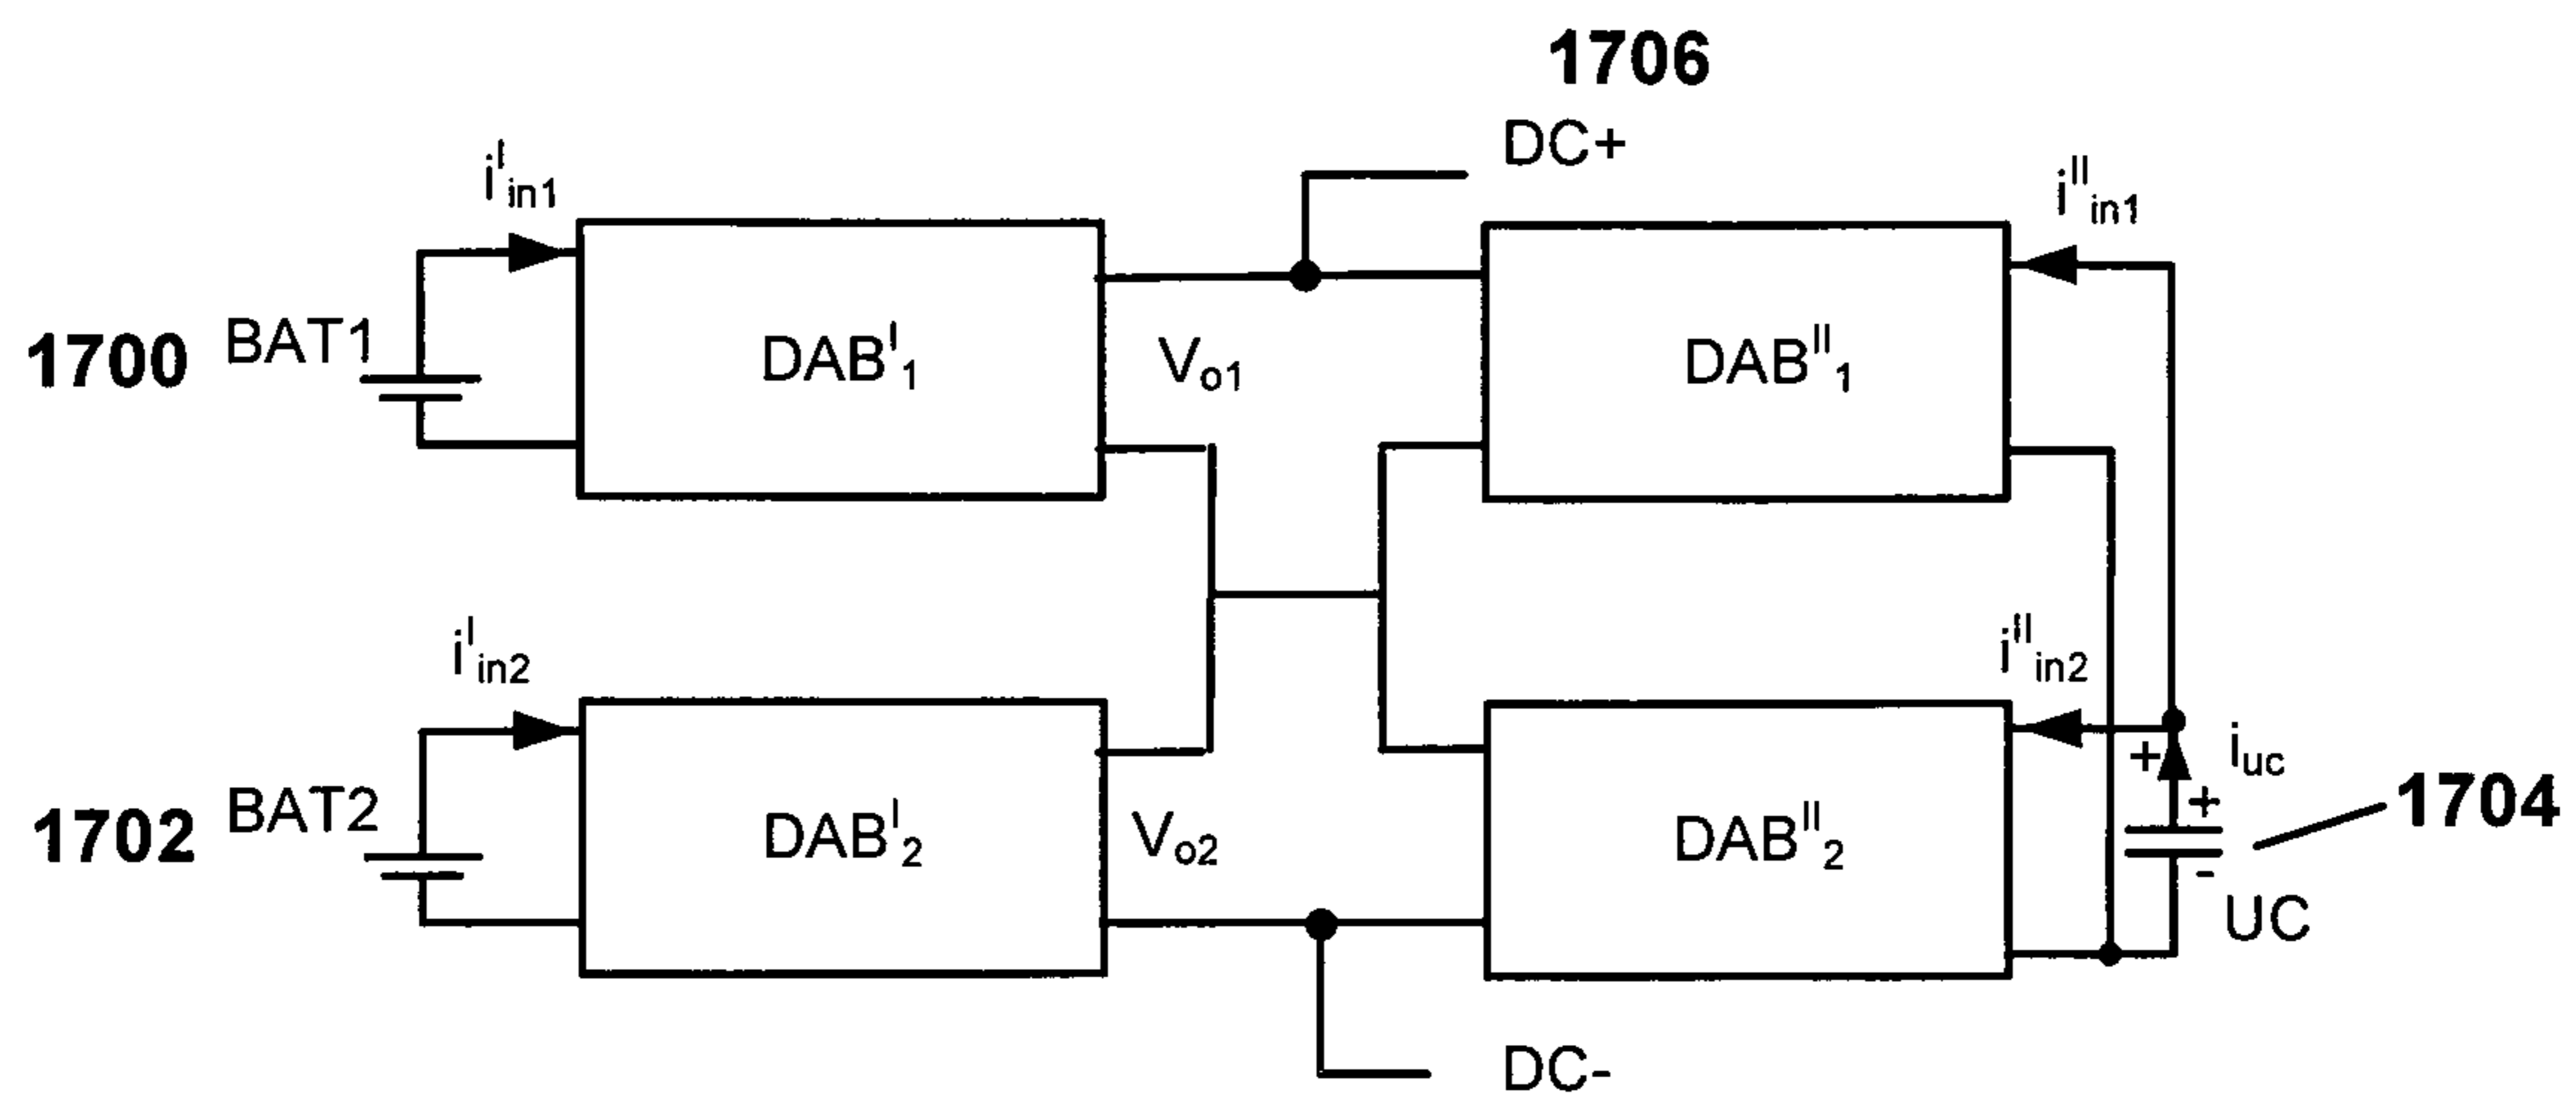 1706
DC+
i^I_in1
i^II_in1
1700 BAT1
DAB^I_1
V_o1
DAB^II_1
i^I_in2
i^II_in2
1702 BAT2
DAB^I_2
V_o2
DAB^II_2
+
i_uc
+
-
1704
UC
DC-